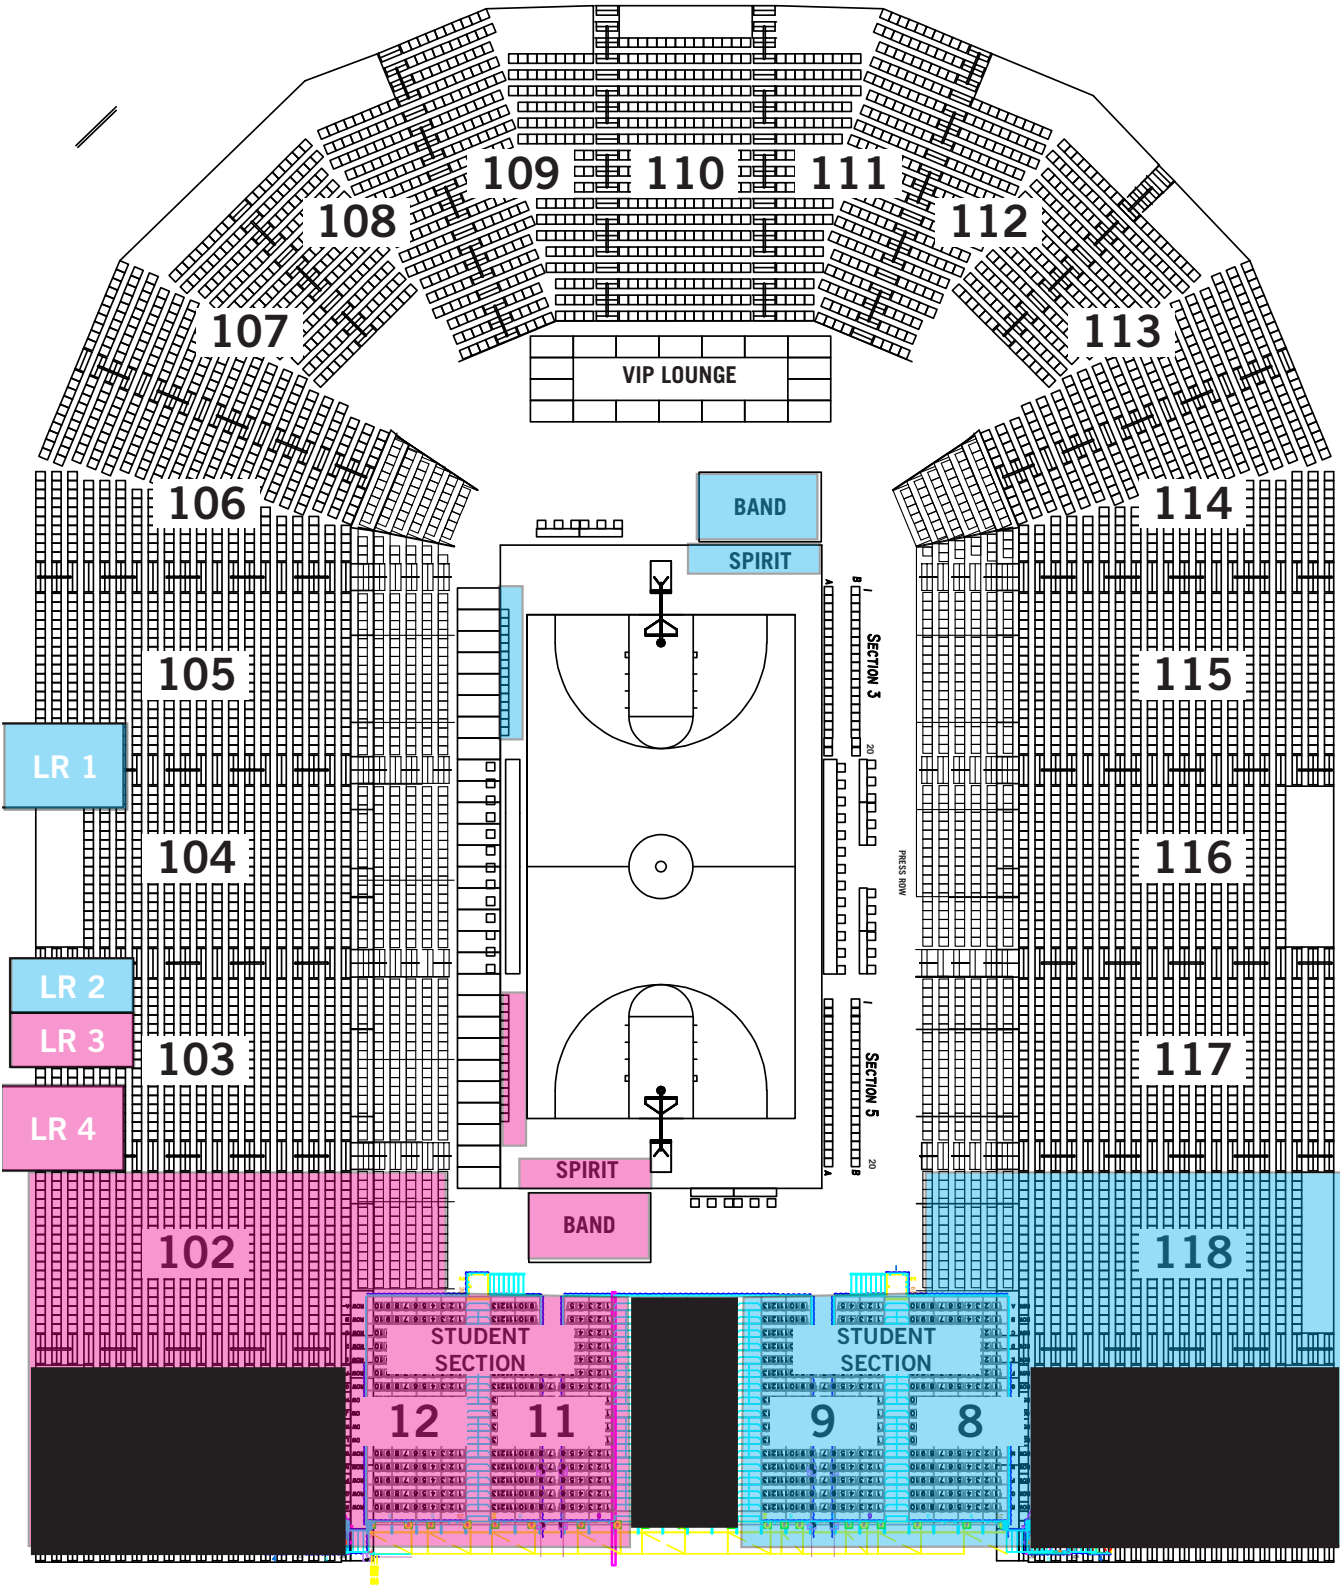 109
110
111
108
112
107
113
VIP LOUNGE
106
BAND
114
SPIRIT
A
B
I
SECTION 3
20
105
115
LR 1
104
PRESS ROW
116
LR 2
LR 3
103
I
SECTION 5
20
A
B
117
LR 4
SPIRIT
BAND
102
118
STUDENT
SECTION
STUDENT
SECTION
12
11
9
8